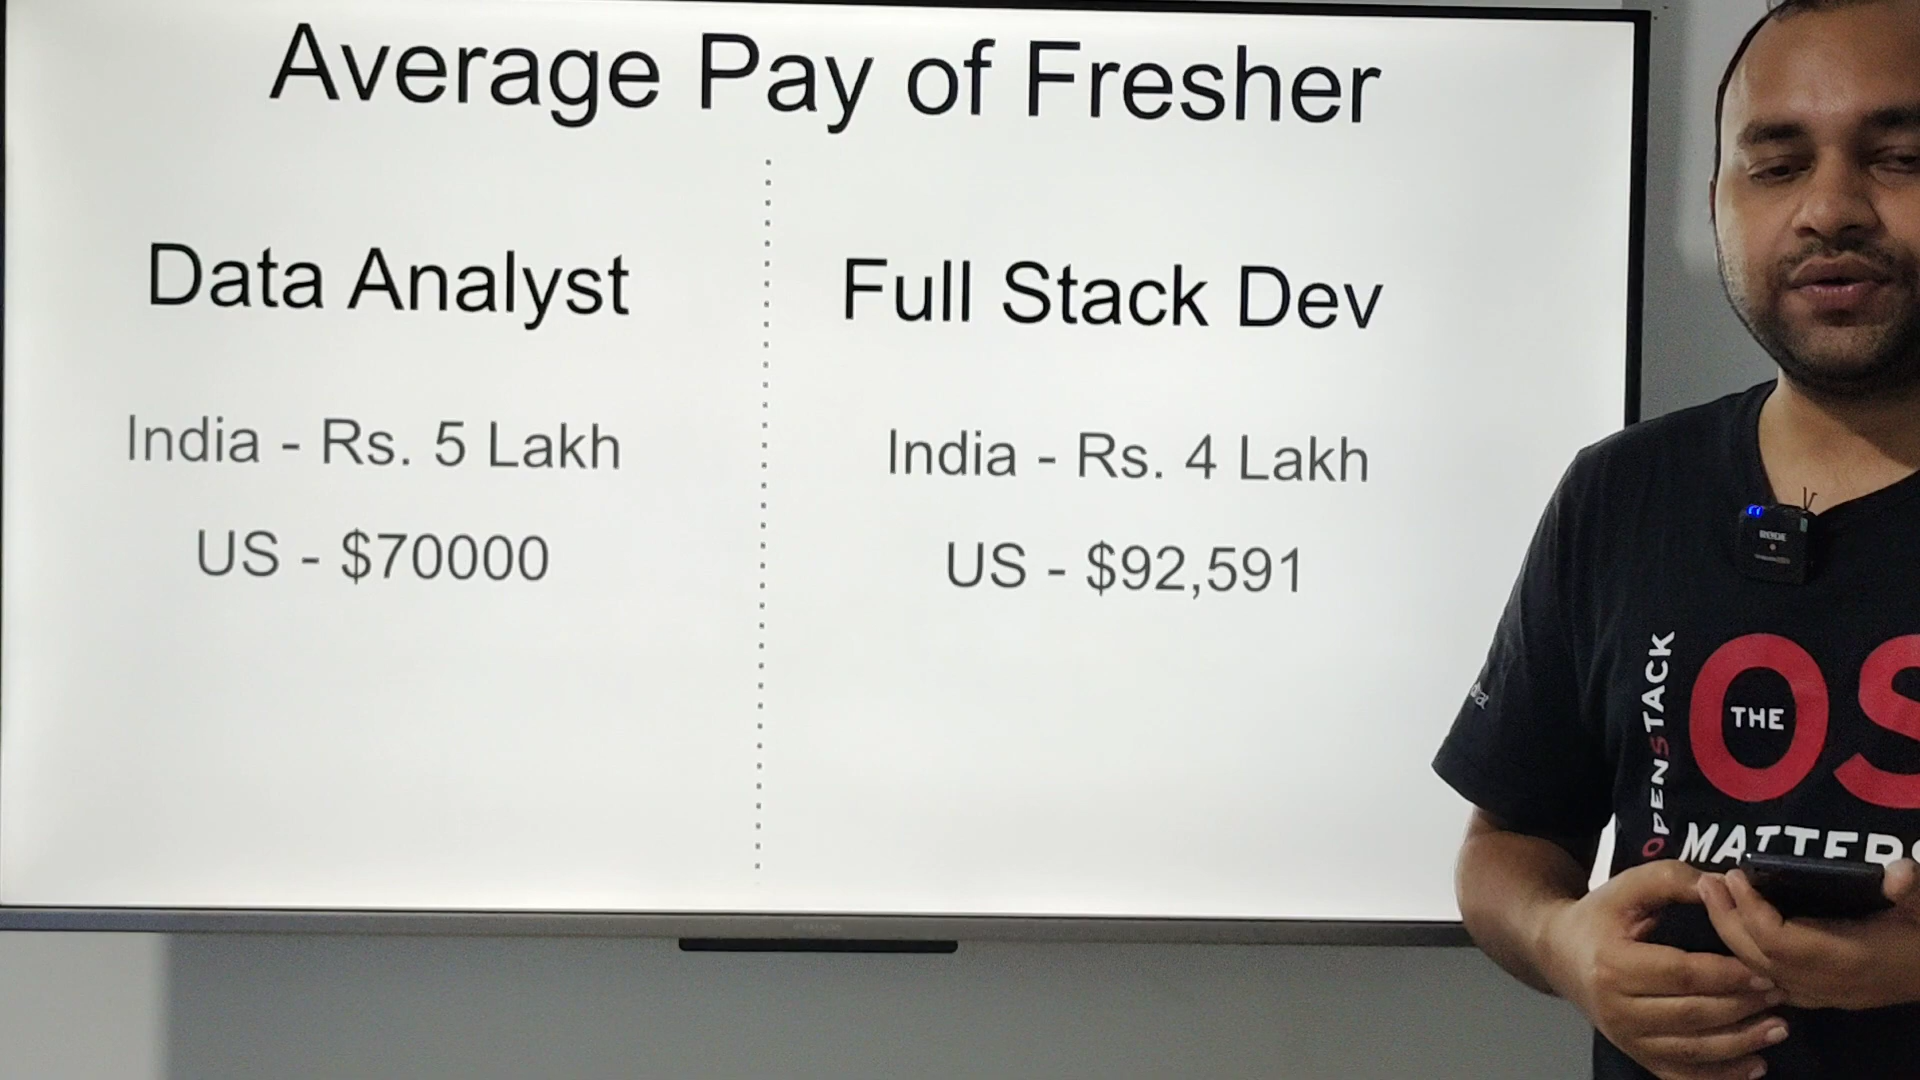 Average Pay of Fresher
Data Analyst
India - Rs. 5 Lakh
US - $70000
Full Stack Dev
India - Rs. 4 Lakh
US - $92,591
OPENSTACK
THE
OS
MATTERS